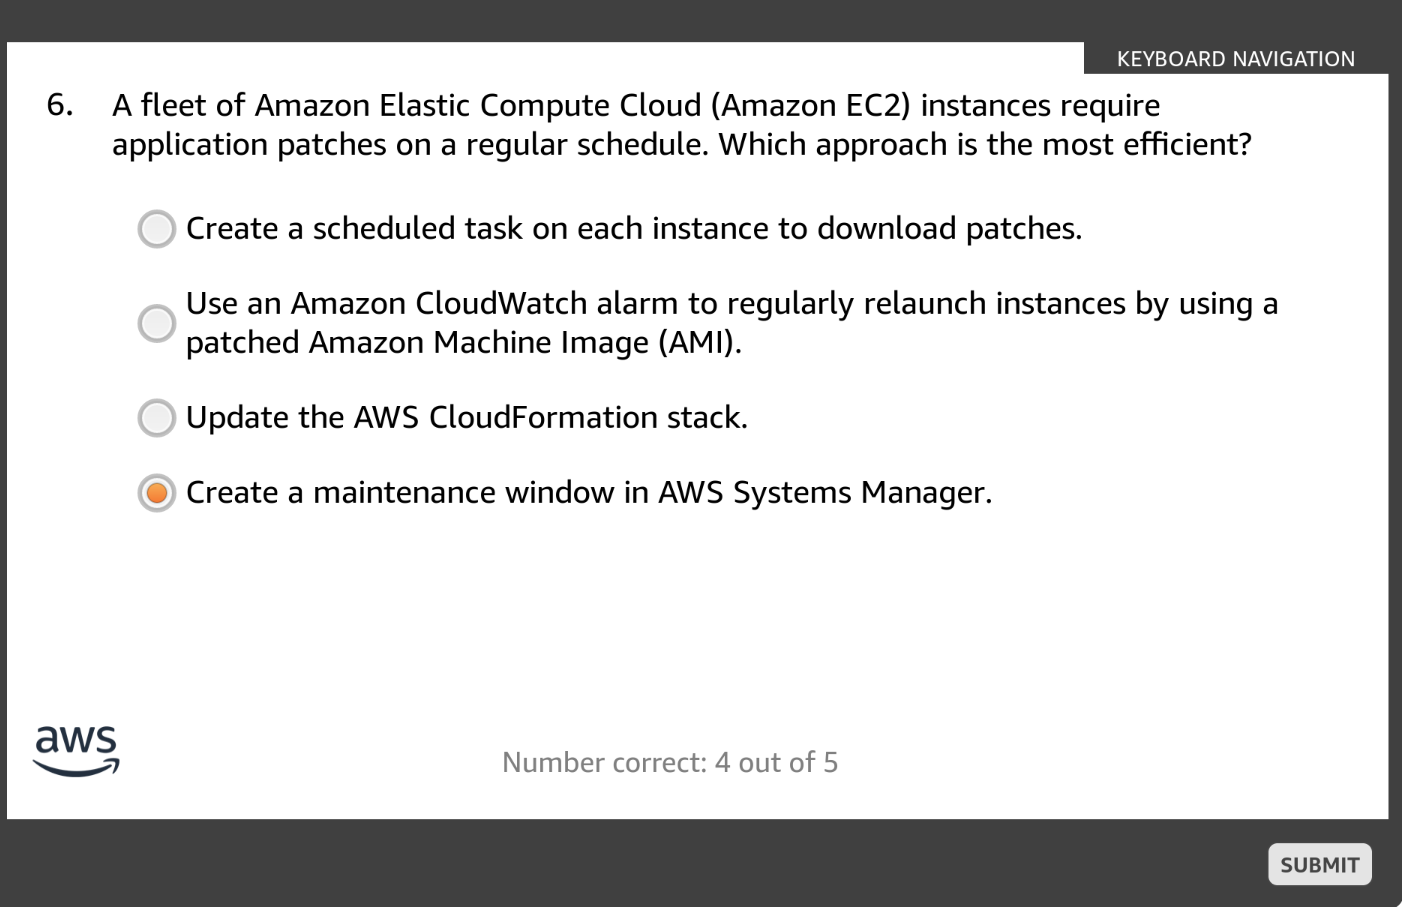 KEYBOARD NAVIGATION
6. A fleet of Amazon Elastic Compute Cloud (Amazon EC2) instances require
application patches on a regular schedule. Which approach is the most efficient?
Create a scheduled task on each instance to download patches.
Use an Amazon CloudWatch alarm to regularly relaunch instances by using a
patched Amazon Machine Image (AMI).
Update the AWS CloudFormation stack.
Create a maintenance window in AWS Systems Manager.
aws
Number correct: 4 out of 5
SUBMIT